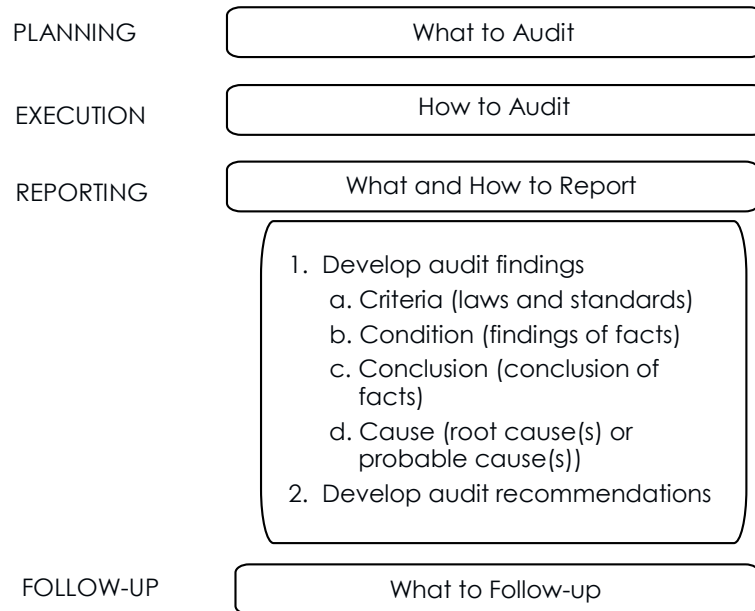 PLANNING
What to Audit
EXECUTION
How to Audit
REPORTING
What and How to Report
1. Develop audit findings
a. Criteria (laws and standards)
b. Condition (findings of facts)
c. Conclusion (conclusion of
facts)
d. Cause (root cause(s) or
probable cause(s))
2. Develop audit recommendations
FOLLOW-UP
What to Follow-up